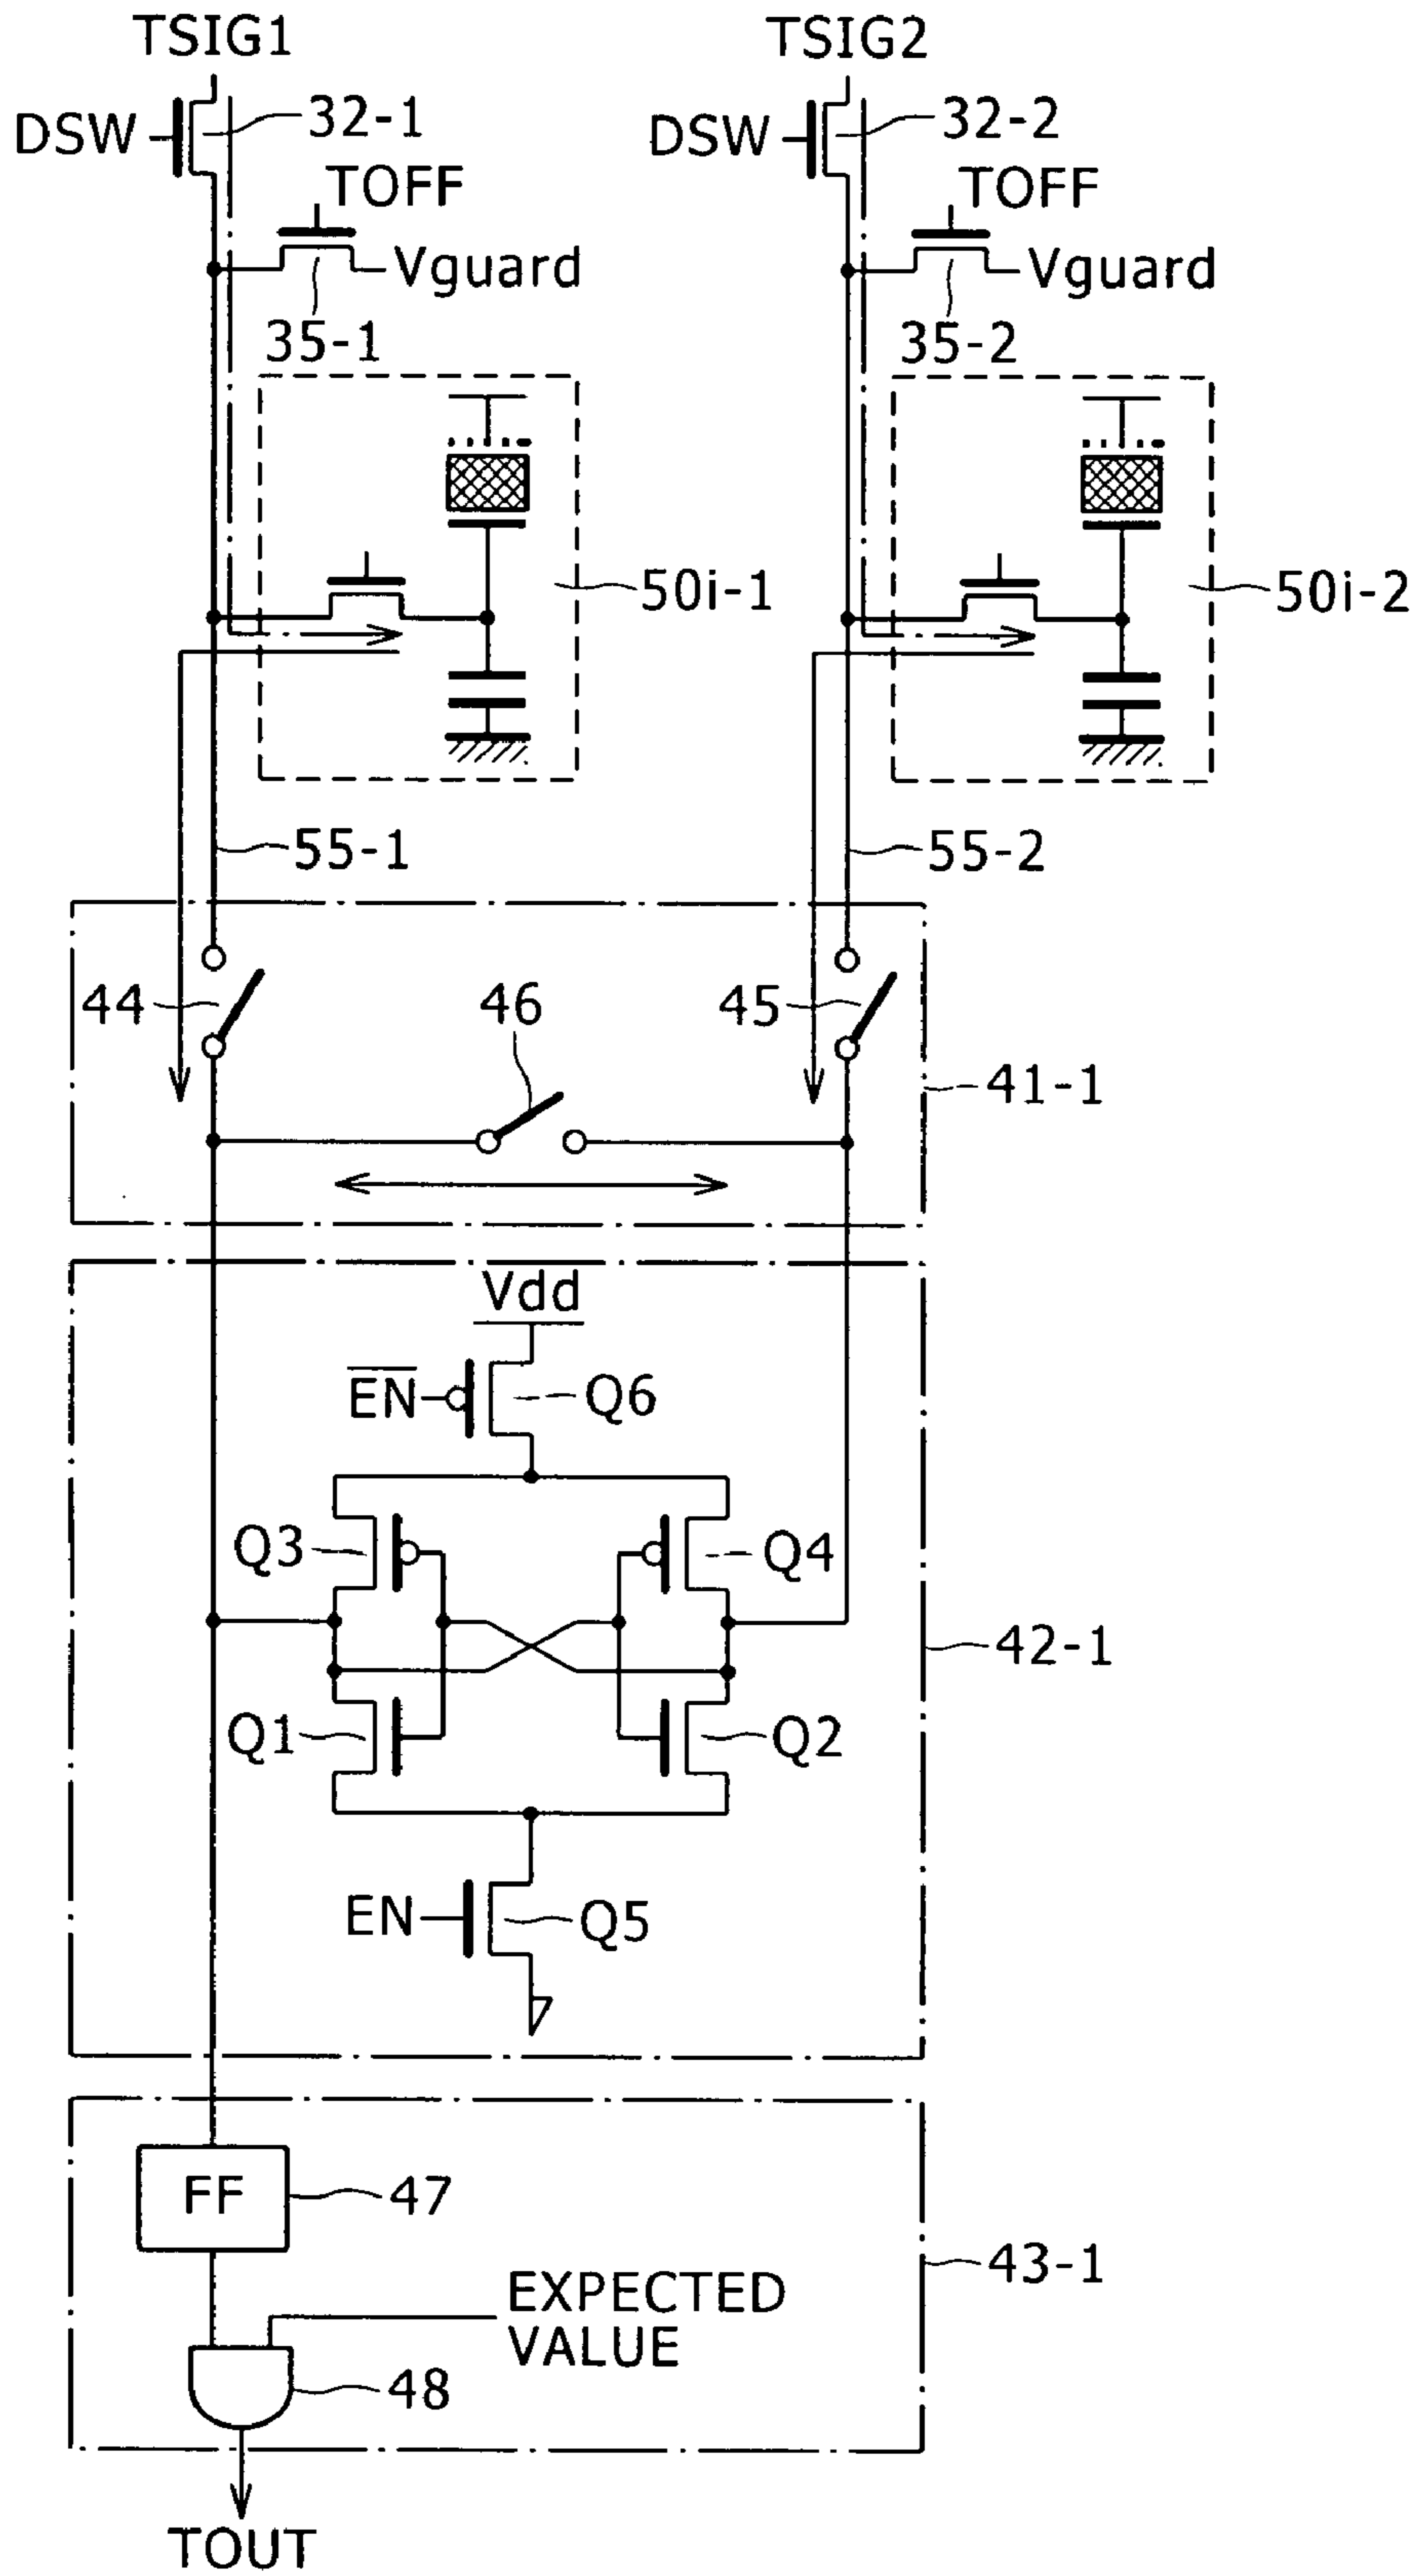 TSIG1
TSIG2
DSW
32-1
DSW
32-2
TOFF
TOFF
Vguard
Vguard
35-1
35-2
50i-1
50i-2
55-1
55-2
44
46
45
41-1
Vdd
EN
Q6
Q3
Q4
42-1
Q1
Q2
EN
Q5
FF
47
43-1
EXPECTED
VALUE
48
TOUT